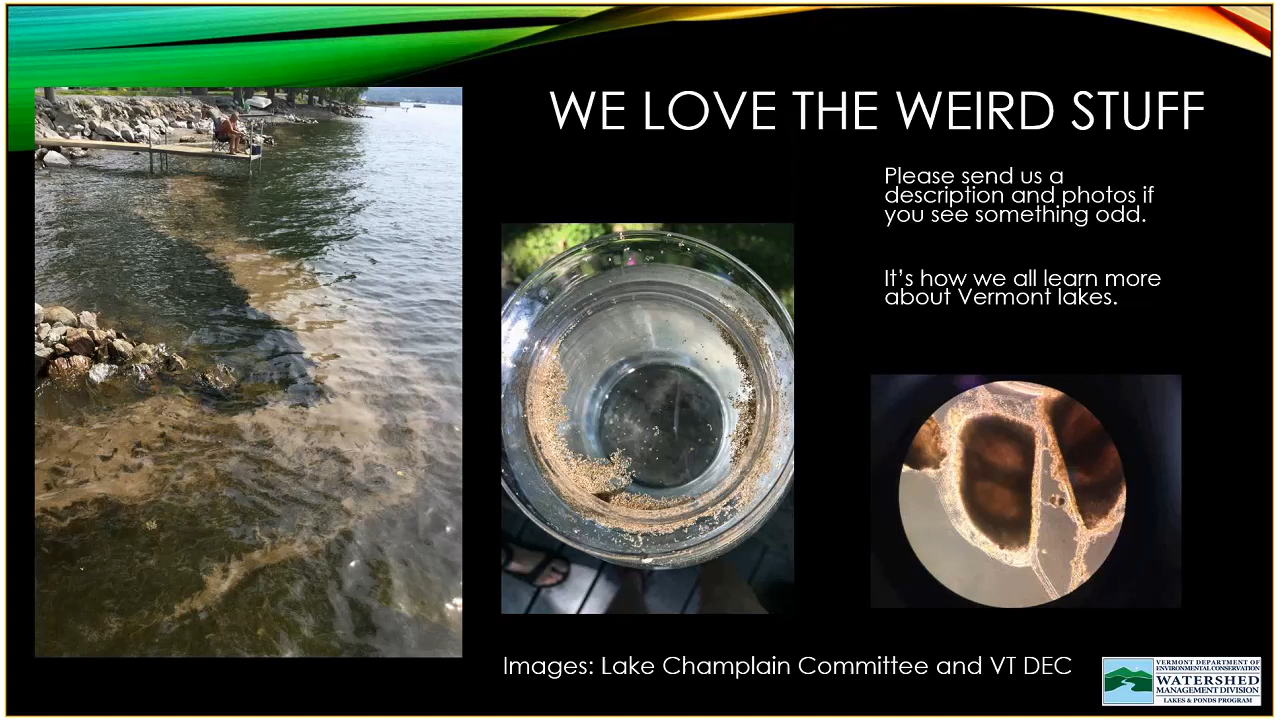 WE LOVE THE WEIRD STUFF
Please send us a
description and photos if
you see something odd.
It's how we all learn more
about Vermont lakes.
Images: Lake Champlain Committee and VT DEC
VERMONT DEPARTMENT OF
ENVIRONMENTAL CONSERVATION
WATERSHED
MANAGEMENT DIVISION
LAKES & PONDS PROGRAM